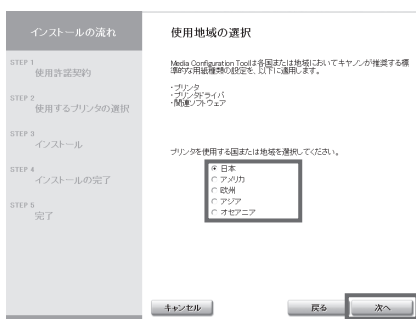 インストールの流れ
STEP 1
使用許諾契約
STEP 2
使用するプリンタの選択
STEP 3
インストール
STEP 4
インストールの完了
STEP 5
完了
使用地域の選択
Media Configuration Toolは各国または地域においてキヤノンが推奨する標
準的な用紙種類の設定を、以下に適用します。
・プリンタ
・プリンタドライバ
・関連ソフトウェア
プリンタを使用する国または地域を選択してください。
日本
アメリカ
欧州
アジア
オセアニア
キャンセル
戻る
次へ